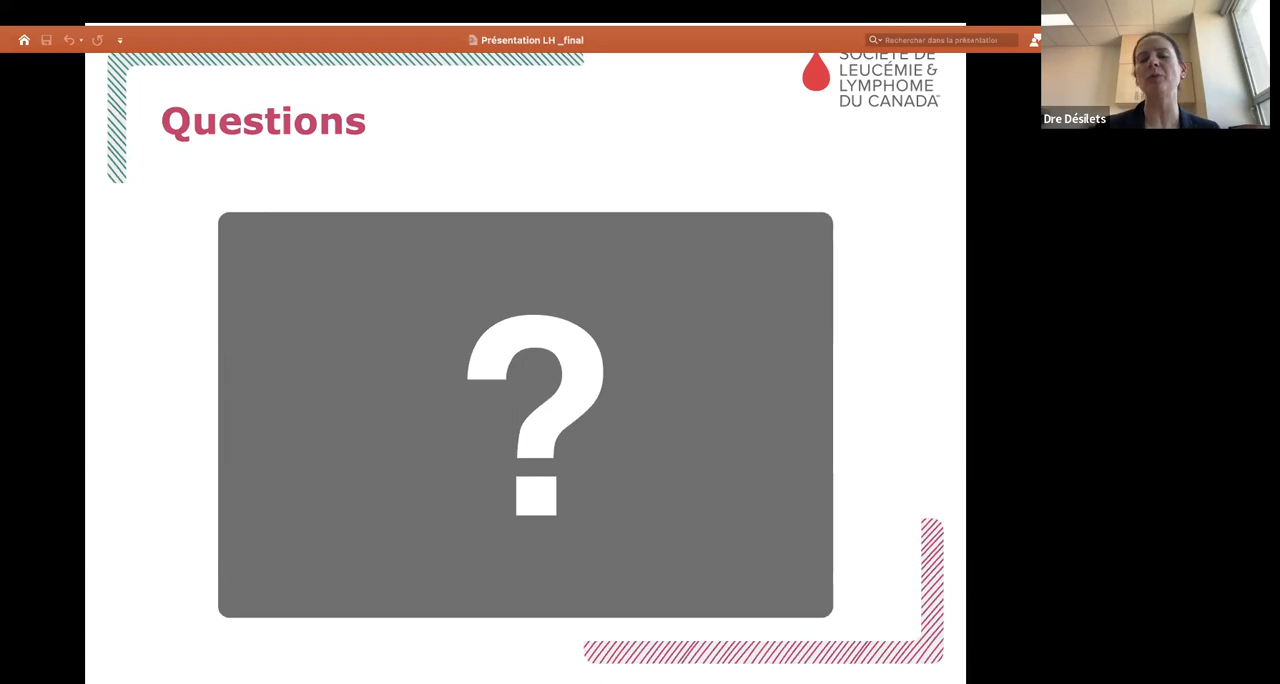 Présentation LH _final
Rechercher dans la présentation
SOCIÉTÉ DE
LEUCÉMIE &
LYMPHOME
DU CANADA
Questions
?
Dre Désilets